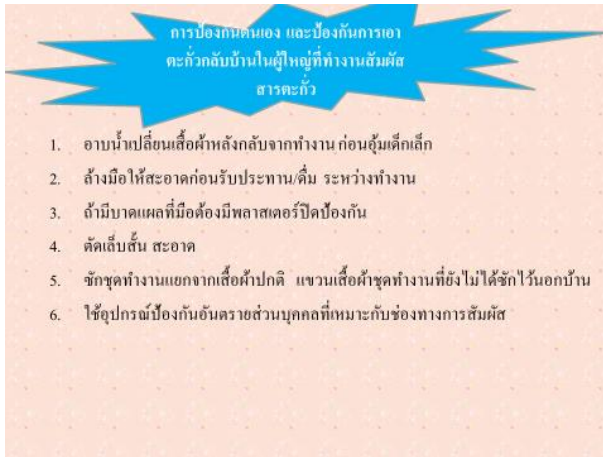 การป้องกันตนเอง และป้องกันการเอา
ตะกั่วกลับบ้านในผู้ใหญ่ที่ทำงานสัมผัส
สารตะกั่ว
1. อาบน้ำเปลี่ยนเสื้อผ้าหลังกลับจากทำงาน ก่อนอุ้มเด็กเล็ก
2. ล้างมือให้สะอาดก่อนรับประทาน/ดื่ม ระหว่างทำงาน
3. ถ้ามีบาดแผลที่มือต้องมีพลาสเตอร์ปิดป้องกัน
4. ตัดเล็บสั้น สะอาด
5. ซักชุดทำงานแยกจากเสื้อผ้าปกติ แขวนเสื้อผ้าชุดทำงานที่ยังไม่ได้ซักไว้นอกบ้าน
6. ใช้อุปกรณ์ป้องกันอันตรายส่วนบุคคลที่เหมาะกับช่องทางการสัมผัส